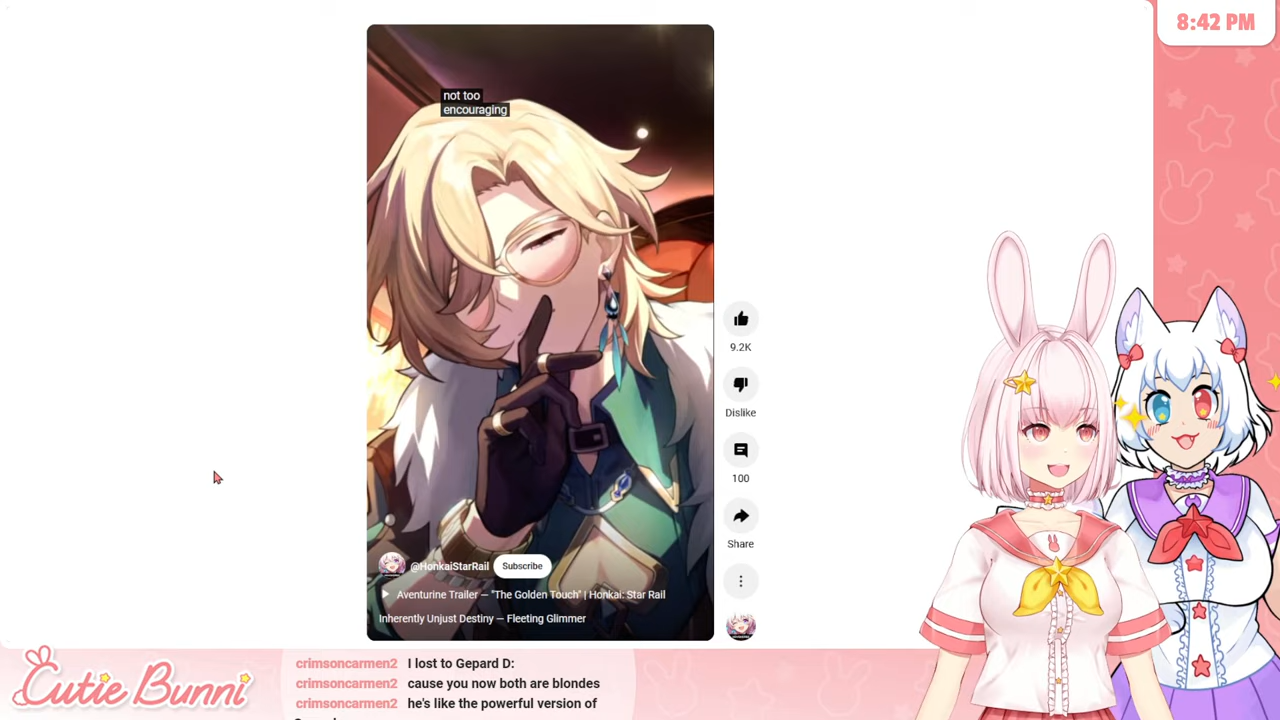 8:42 PM
not too
encouraging
9.2K
Dislike
100
Share
@HonkaiStarRail Subscribe
Aventurine Trailer — "The Golden Touch" | Honkai: Star Rail
Inherently Unjust Destiny — Fleeting Glimmer
Cutie Bunni
crimsoncarmen2 I lost to Gepard D:
crimsoncarmen2 cause you now both are blondes
crimsoncarmen2 he's like the powerful version of